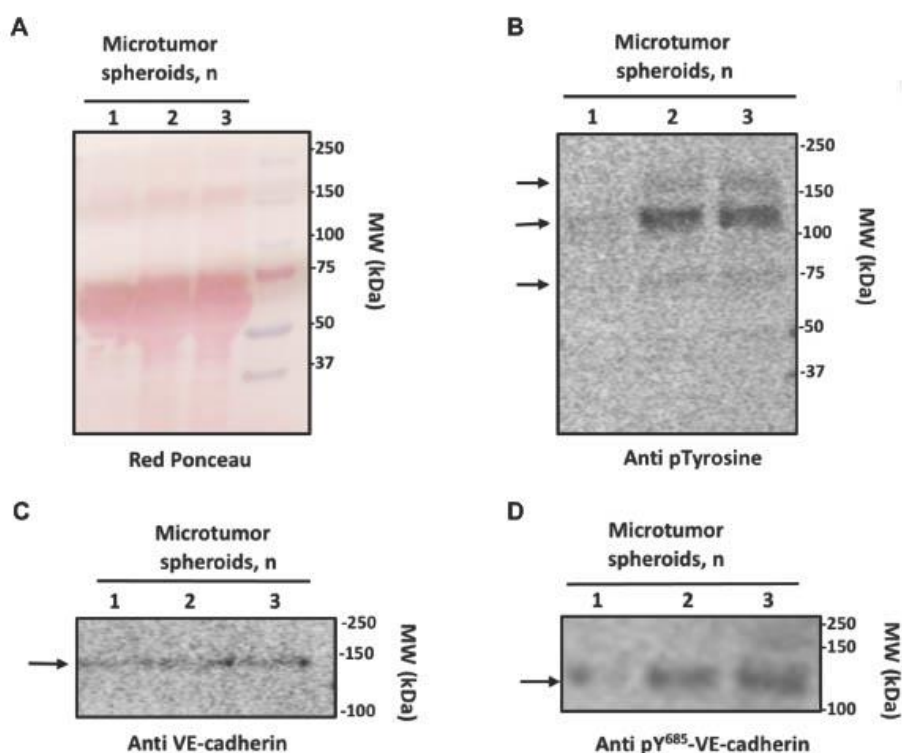 A
Microtumor
spheroids, n
1 2 3
-250
-150
-100
-75
-50
-37
MW (kDa)
Red Ponceau
B
Microtumor
spheroids, n
1 2 3
-250
-150
-100
-75
-50
-37
MW (kDa)
Anti pTyrosine
C
Microtumor
spheroids, n
1 2 3
-250
-150
-100
MW (kDa)
Anti VE-cadherin
D
Microtumor
spheroids, n
1 2 3
-250
-150
-100
MW (kDa)
Anti pY⁶⁸⁵-VE-cadherin